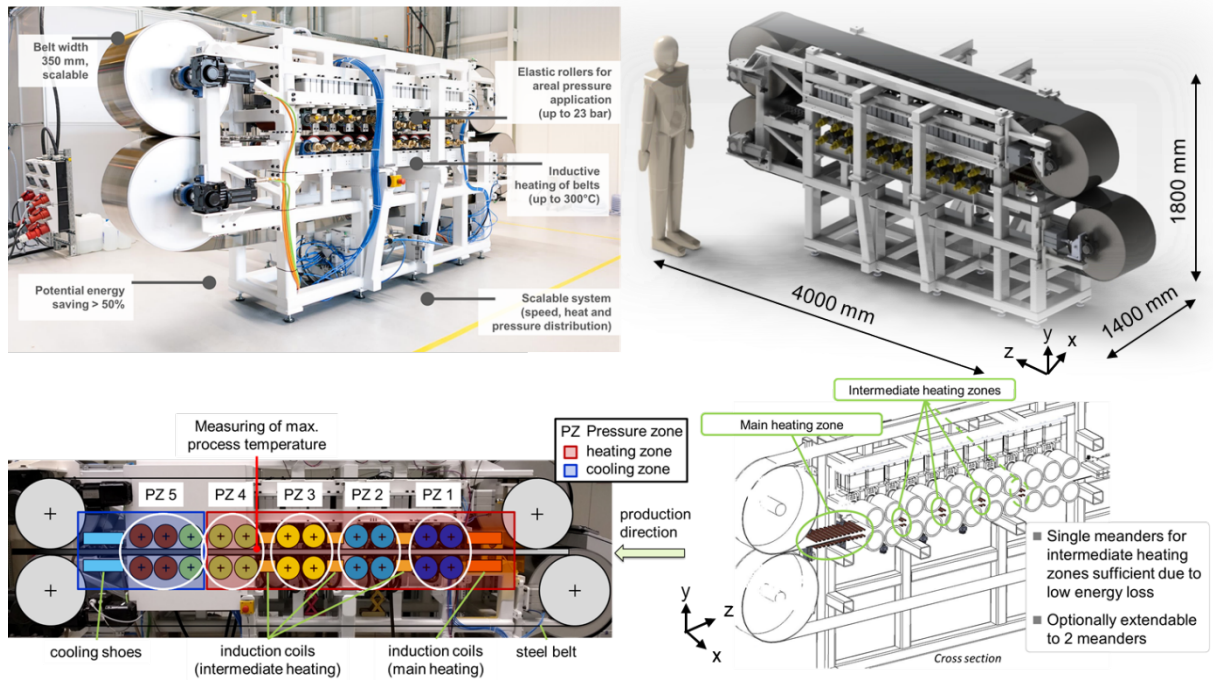 Belt width
350 mm,
scalable
Elastic rollers for
areal pressure
application
(up to 23 bar)
Inductive
heating of belts
(up to 300°C)
Potential energy
saving > 50%
Scalable system
(speed, heat and
pressure distribution)
1800 mm
4000 mm
1400 mm
y
z
x
Measuring of max.
process temperature
PZ Pressure zone
heating zone
cooling zone
PZ 5
PZ 4
PZ 3
PZ 2
PZ 1
production
direction
cooling shoes
induction coils
(intermediate heating)
induction coils
(main heating)
steel belt
Intermediate heating zones
Main heating zone
Single meanders for
intermediate heating
zones sufficient due to
low energy loss
Optionally extendable
to 2 meanders
y
z
x
Cross section